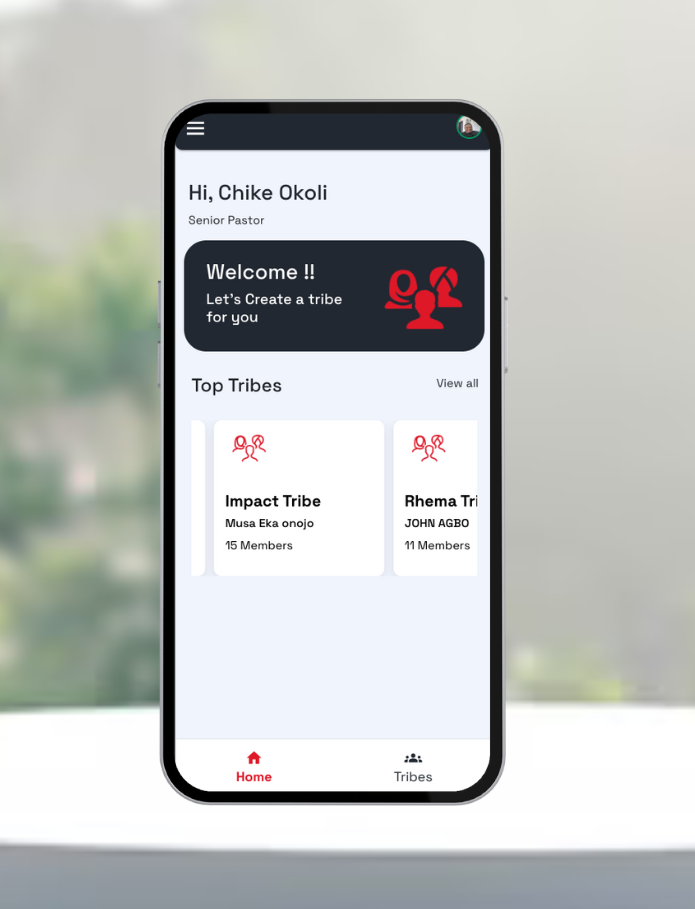 Hi, Chike Okoli
Senior Pastor
Welcome !!
Let's Create a tribe
for you
Top Tribes
View all
Impact Tribe
Musa Eka onojo
15 Members
Rhema Tri
JOHN AGBO
11 Members
Home
Tribes